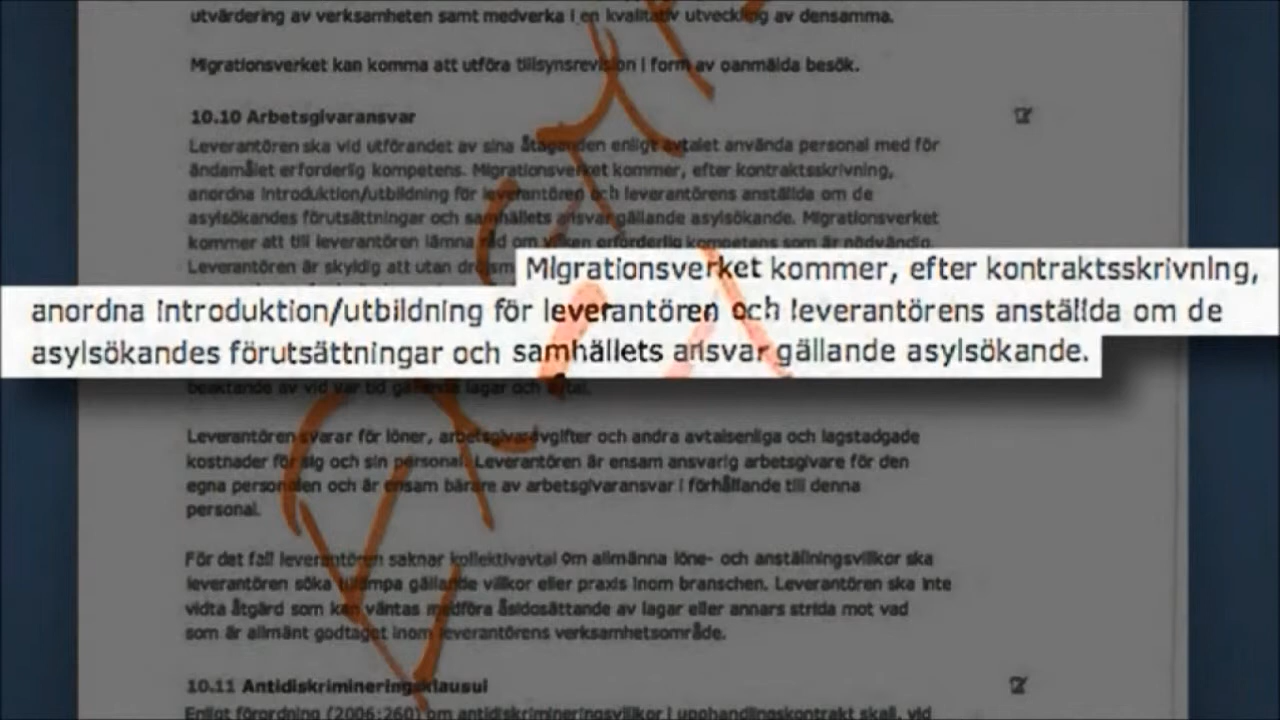 utvärdering av verksamheten samt medverka i en kvalitativ utveckling av densamma.
Migrationsverket kan komma att utföra tillsynsrevision i form av oanmälda besök.
10.10 Arbetsgivaransvar
Leverantören ska vid utförandet av sina åtaganden enligt avtalet använda personal med för
ändamålet erforderlig kompetens. Migrationsverket kommer, efter kontraktsskrivning,
anordna introduktion/utbildning för leverantören och leverantörens anställda om de
asylsökandes förutsättningar och samhällets ansvar gällande asylsökande. Migrationsverket
kommer att till leverantören lämna råd om vilken erforderlig kompetens som är nödvändig.
Leverantören är skyldig att utan
Migrationsverket kommer, efter kontraktsskrivning,
anordna introduktion/utbildning för leverantören och leverantörens anställda om de
asylsökandes förutsättningar och samhällets ansvar gällande asylsökande.
beaktande av vid var tid gällande lagar och avtal.
Leverantören svarar för löner, arbetsgivaravgifter och andra avtalsenliga och lagstadgade
kostnader för sig och sin personal. Leverantören är ensam ansvarig arbetsgivare för den
egna personalen och är ensam bärare av arbetsgivaransvar i förhållande till denna
personal.
För det fall leverantören saknar kollektivavtal om allmänna löne- och anställningsvillkor ska
leverantören söka tillämpa gällande villkor eller praxis inom branschen. Leverantören ska inte
vidta åtgärd som kan väntas medföra åsidosättande av lagar eller annars strida mot vad
som är allmänt godtaget inom leverantörens verksamhetsområde.
10.11 Antidiskrimineringsklausul
Enligt förordning (2006:260) om antidiskrimineringsvillkor i upphandlingskontrakt skall, vid